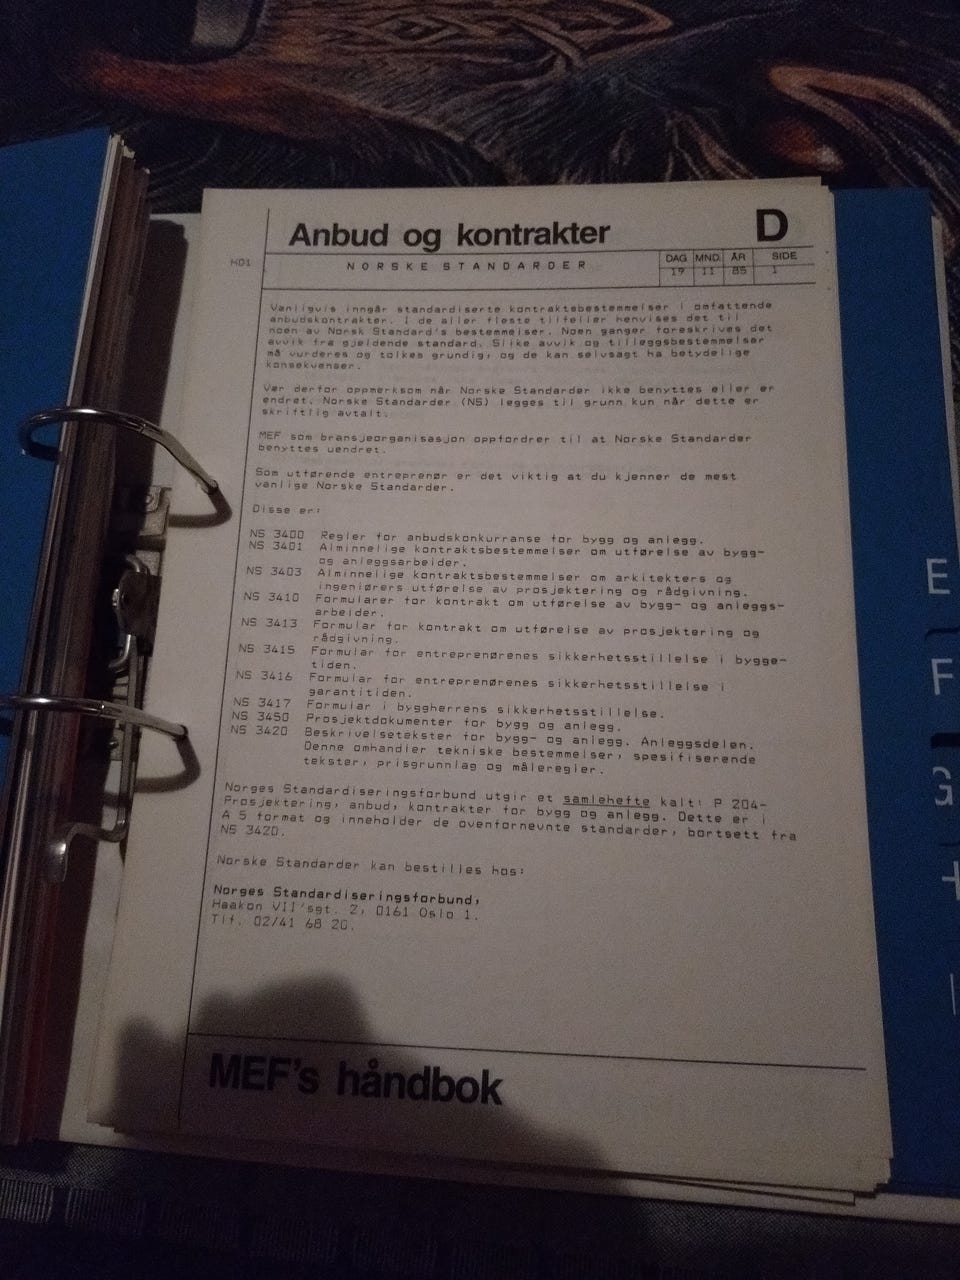 Anbud og kontrakter
D
MD1
NORSKE STANDARDER
DAG MND. ÅR SIDE
19 11 85 1
Vanligvis inngår standardiserte kontraktsbestemmelser i omfattende
anbudskontrakter. I de aller fleste tilfeller henvises det til
noen av Norsk Standard's bestemmelser. Noen ganger foreskrives det
avvik fra gjeldende standard. Slike avvik og tilleggsbestemmelser
må vurderes og tolkes grundig, og de kan selvsagt ha betydelige
konsekvenser.
Vær derfor oppmerksom når Norske Standarder ikke benyttes eller er
endret. Norske Standarder (NS) legges til grunn kun når dette er
skriftlig avtalt.
MEF som bransjeorganisasjon oppfordrer til at Norske Standarder
benyttes uendret.
Som utførende entreprenør er det viktig at du kjenner de mest
vanlige Norske Standarder.
Disse er:
NS 3400 Regler for anbudskonkurranse for bygg og anlegg.
NS 3401 Alminnelige kontraktsbestemmelser om utførelse av bygg-
og anleggsarbeider.
NS 3403 Alminnelige kontraktsbestemmelser om arkitekters og
ingeniørers utførelse av prosjektering og rådgivning.
NS 3410 Formularer for kontrakt om utførelse av bygg- og anleggs-
arbeider.
NS 3413 Formular for kontrakt om utførelse av prosjektering og
rådgivning.
NS 3415 Formular for entreprenørenes sikkerhetsstillelse i bygge-
tiden.
NS 3416 Formular for entreprenørenes sikkerhetsstillelse i
garantitiden.
NS 3417 Formular i byggherrens sikkerhetsstillelse.
NS 3450 Prosjektdokumenter for bygg og anlegg.
NS 3420 Beskrivelsetekster for bygg- og anlegg. Anleggsdelen.
Denne omhandler tekniske bestemmelser, spesifiserende
tekster, prisgrunnlag og måleregler.
Norges Standardiseringsforbund utgir et samlehefte kalt: P 204-
Prosjektering, anbud, kontrakter for bygg og anlegg. Dette er i
A 5 format og inneholder de ovenfornevnte standarder, bortsett fra
NS 3420.
Norske Standarder kan bestilles hos:
Norges Standardiseringsforbund,
Haakon VII'sgt. 2, 0161 Oslo 1.
Tlf. 02/41 68 20.
MEF's håndbok
E
F
G